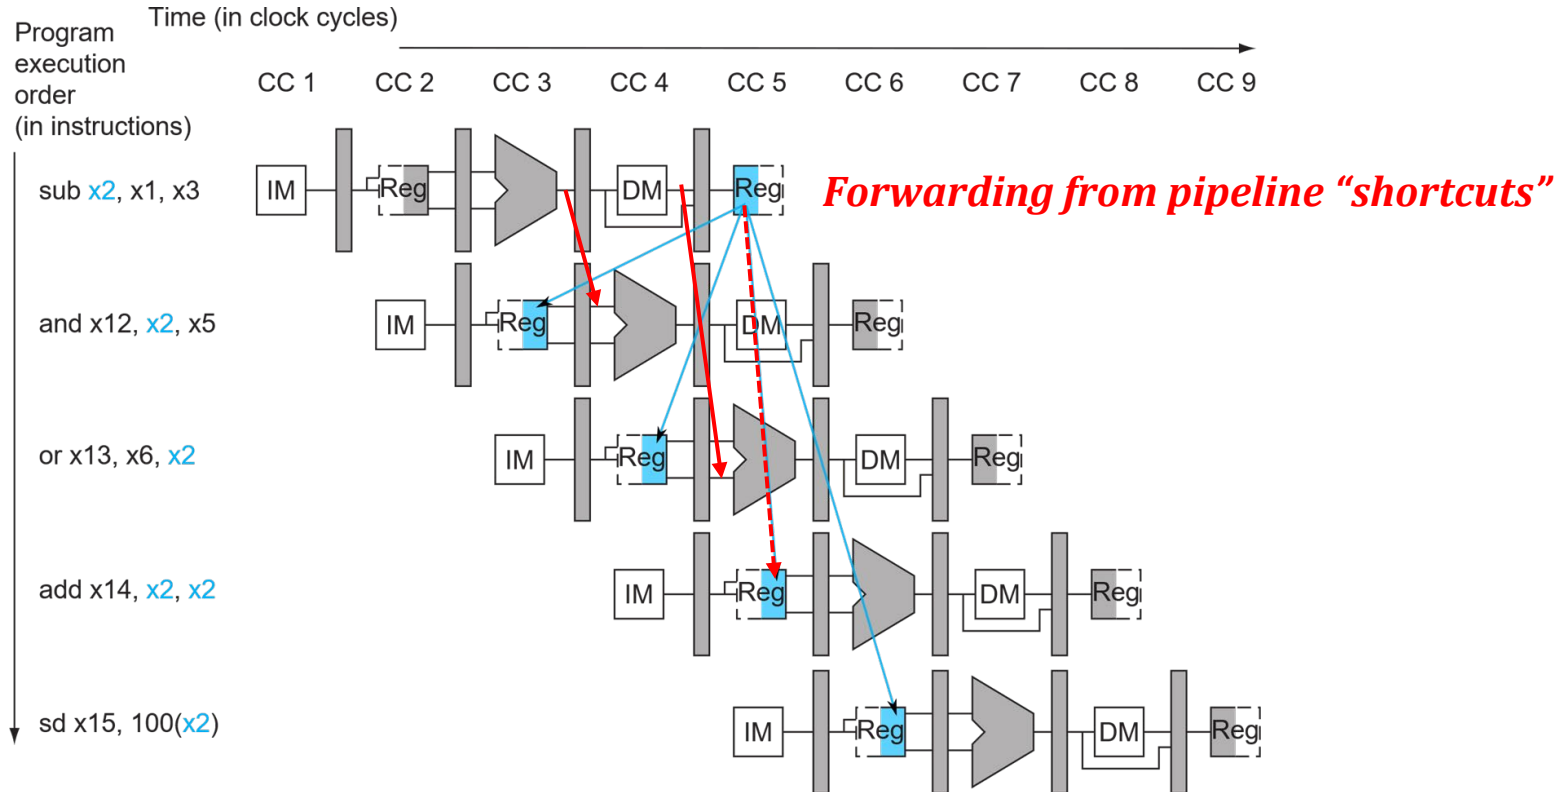 Time (in clock cycles)
Program
execution
order
(in instructions)
CC 1 CC 2 CC 3 CC 4 CC 5 CC 6 CC 7 CC 8 CC 9
sub x2, x1, x3
IM Reg DM Reg
Forwarding from pipeline “shortcuts”
and x12, x2, x5
IM Reg DM Reg
or x13, x6, x2
IM Reg DM Reg
add x14, x2, x2
IM Reg DM Reg
sd x15, 100(x2)
IM Reg DM Reg